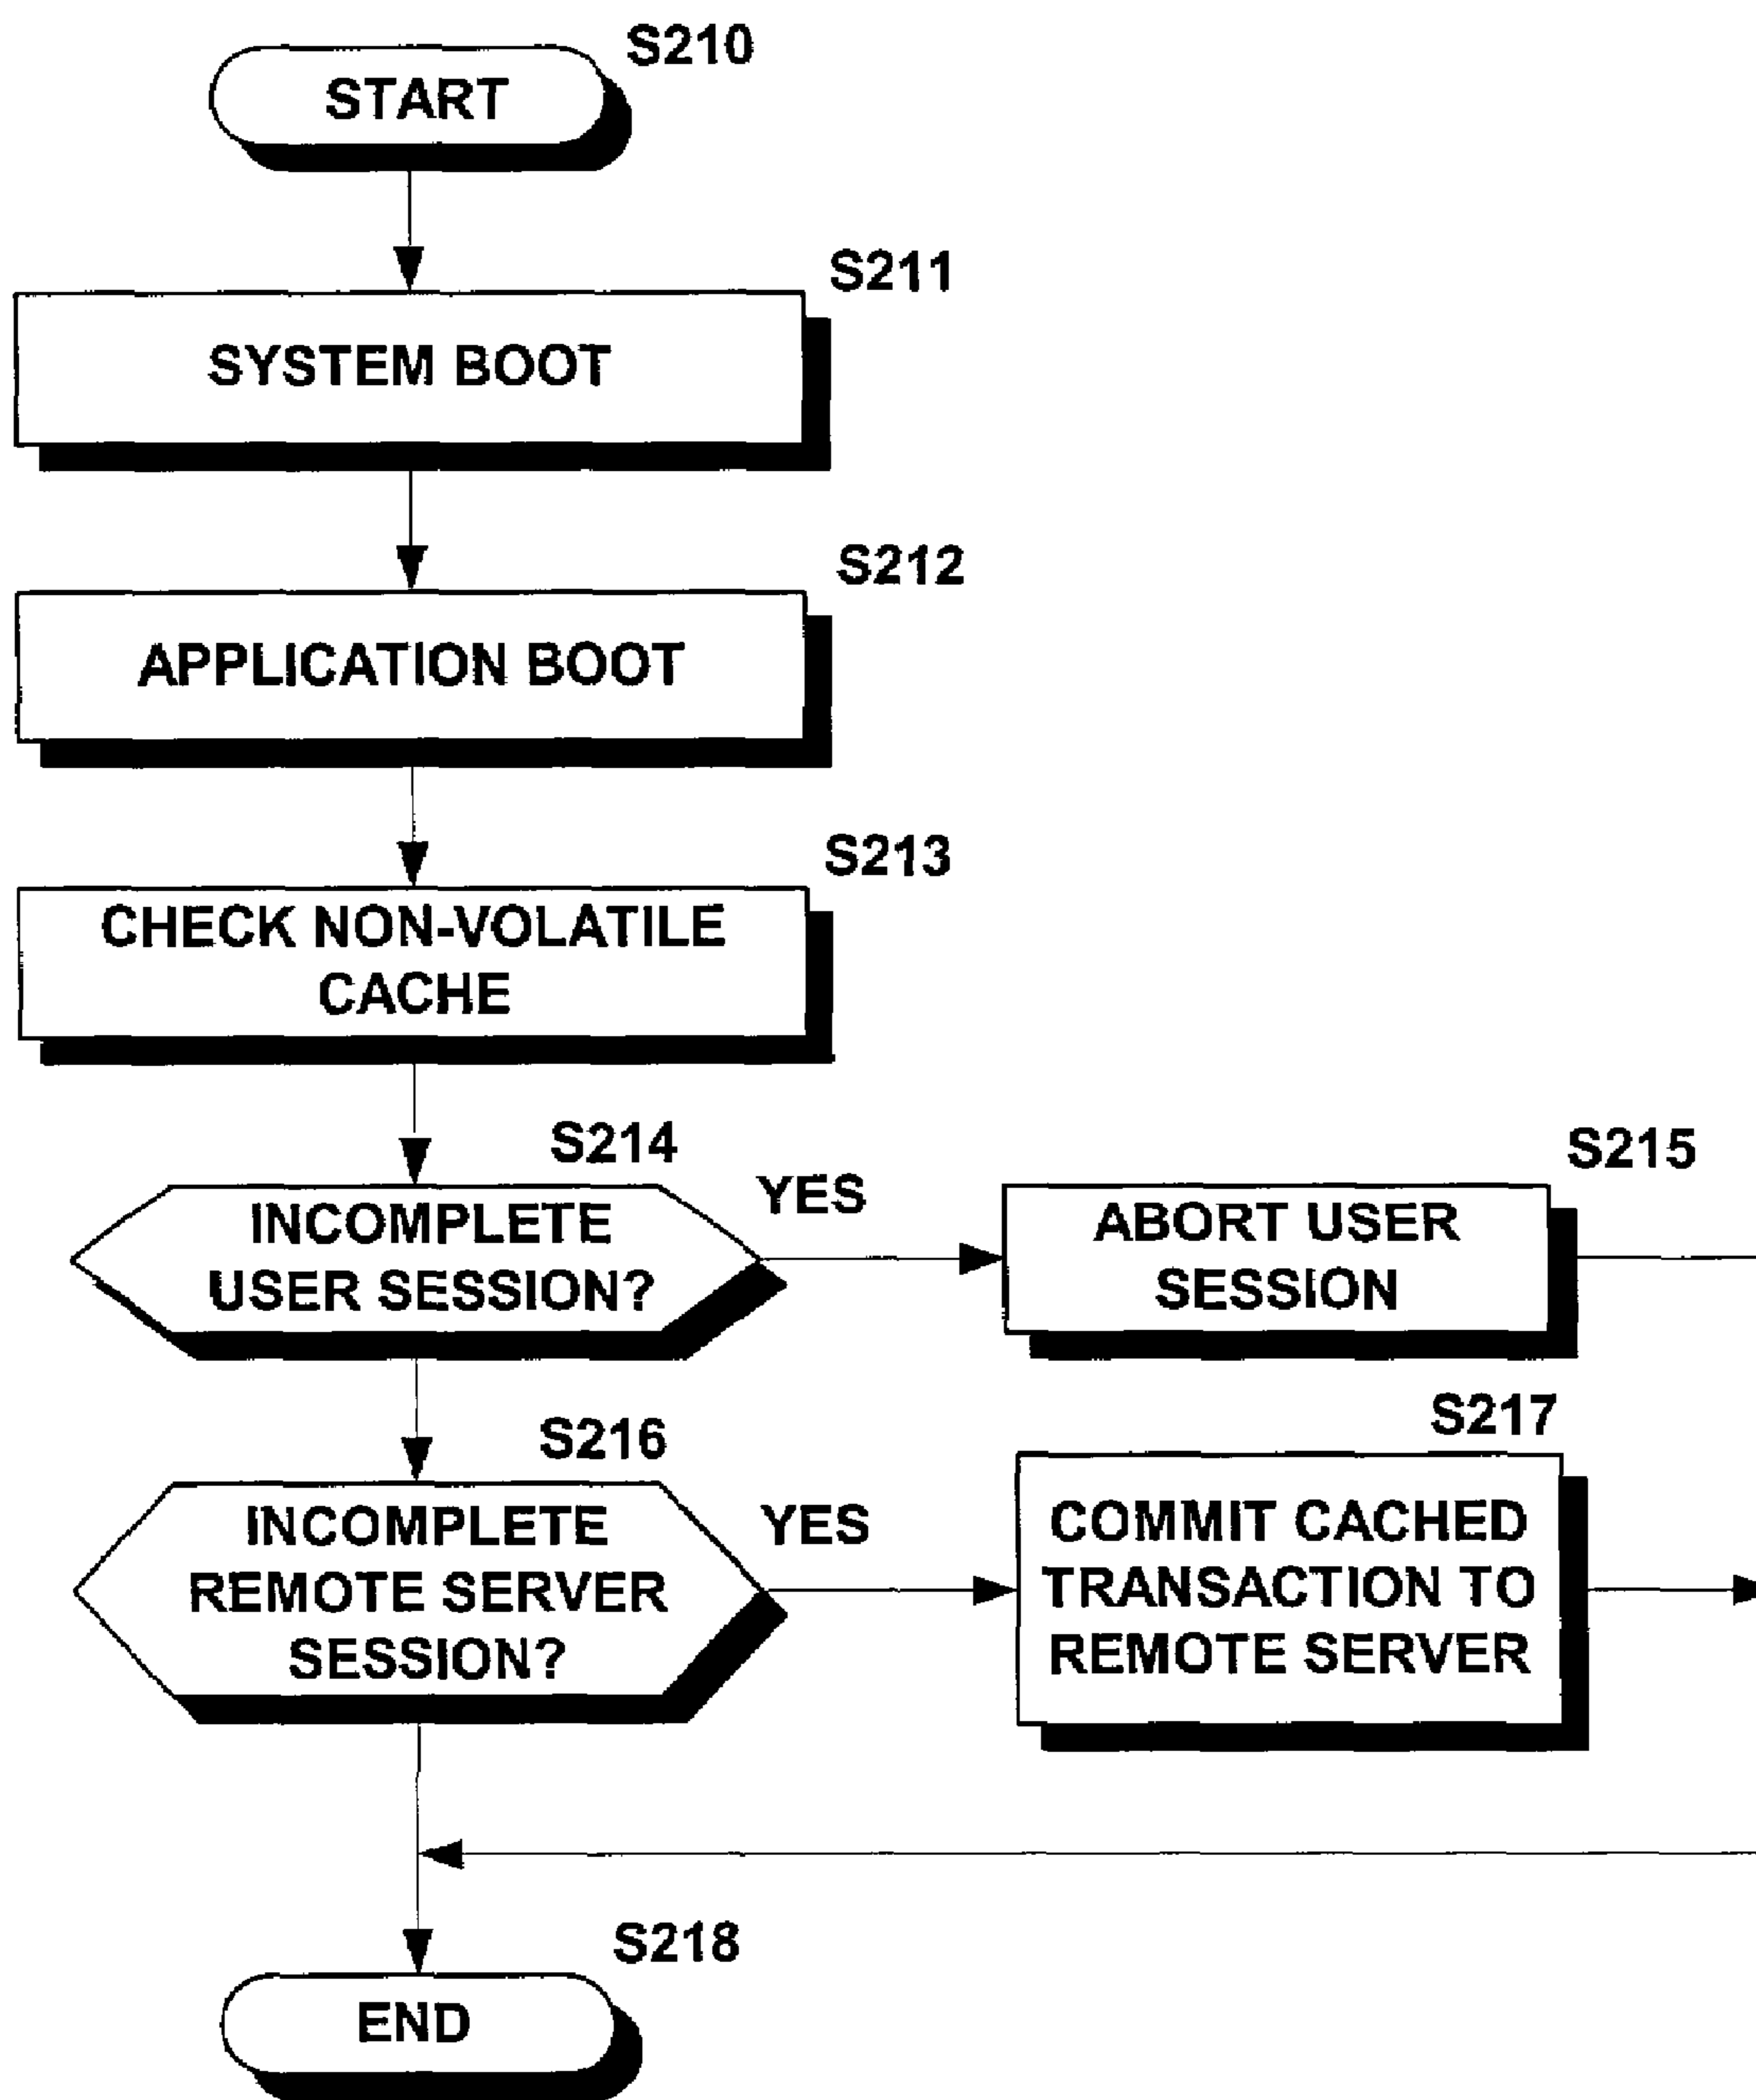 S210
START
S211
SYSTEM BOOT
S212
APPLICATION BOOT
S213
CHECK NON-VOLATILE
CACHE
S214
INCOMPLETE
USER SESSION?
YES
S215
ABORT USER
SESSION
S216
INCOMPLETE
REMOTE SERVER
SESSION?
YES
S217
COMMIT CACHED
TRANSACTION TO
REMOTE SERVER
S218
END